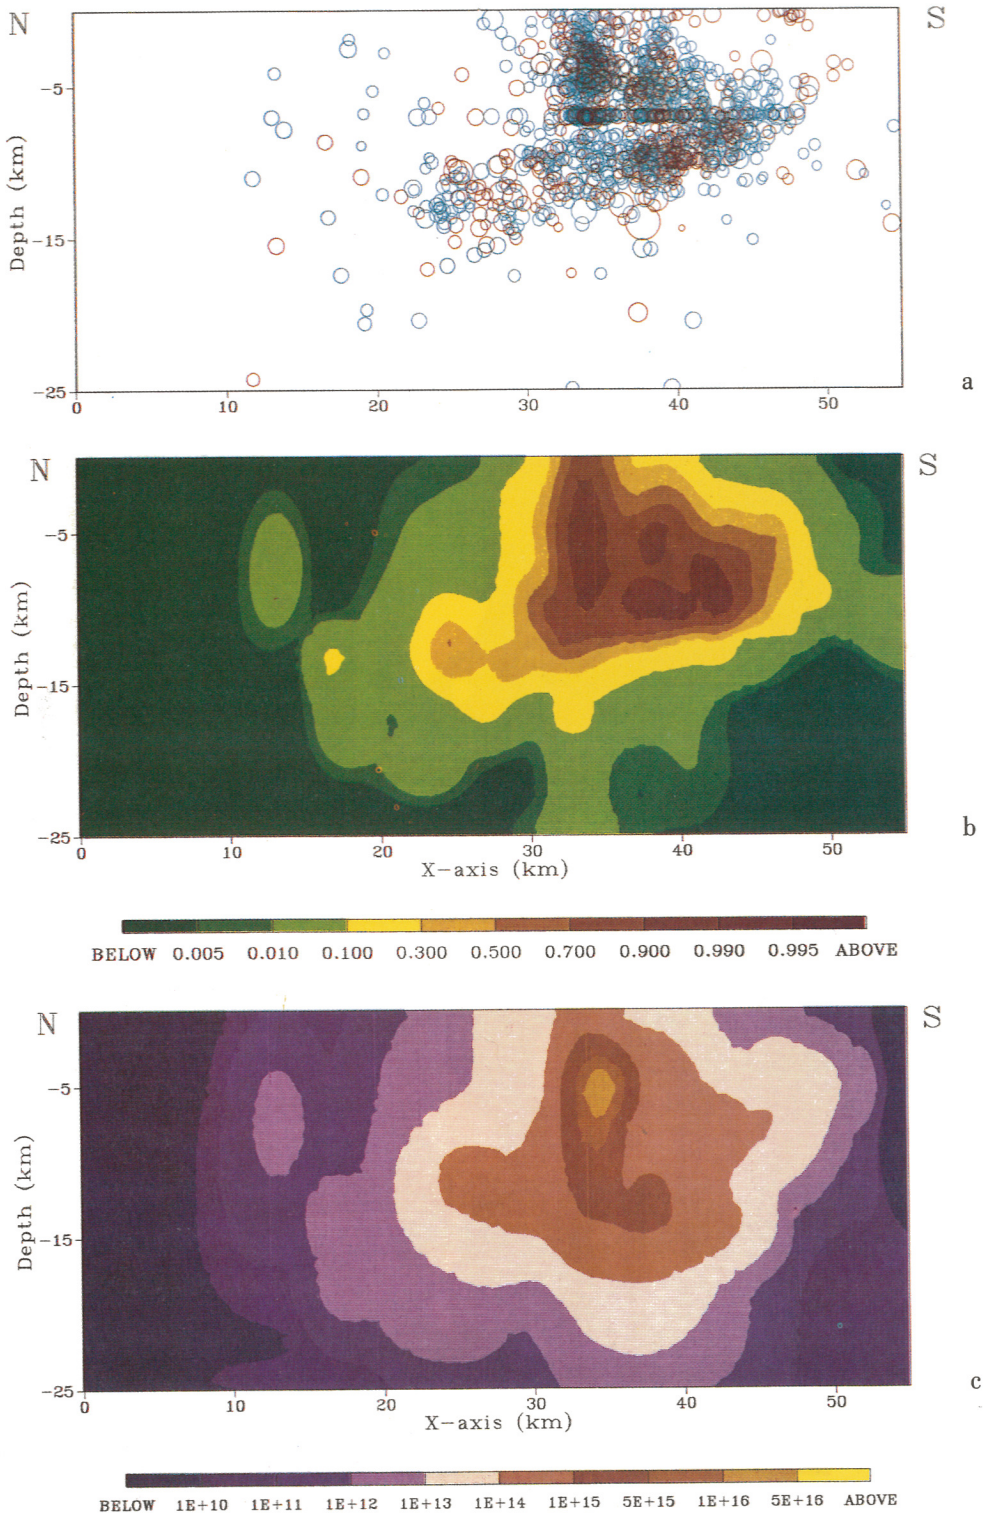 N S
-5
-15
-25
Depth (km)
0 10 20 30 40 50
a
N S
-5
-15
-25
Depth (km)
0 10 20 30 40 50
X-axis (km)
b
BELOW 0.005 0.010 0.100 0.300 0.500 0.700 0.900 0.990 0.995 ABOVE
N S
-5
-15
-25
Depth (km)
0 10 20 30 40 50
X-axis (km)
c
BELOW 1E+10 1E+11 1E+12 1E+13 1E+14 1E+15 5E+15 1E+16 5E+16 ABOVE